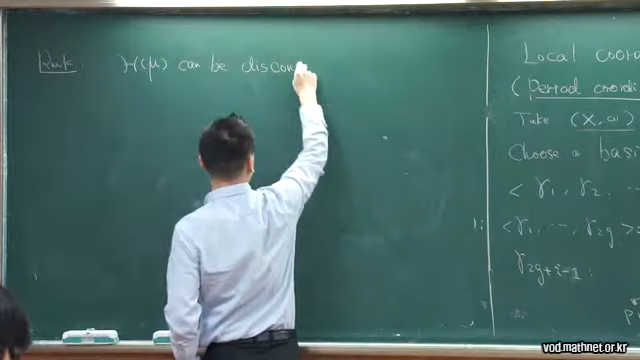 Rmk. H(μ) can be discon
Local coor
(Period coordi
Take (X, ω)
Choose a basi
< γ₁, γ₂, ...
< γ₁, ..., γ₂g > =
γ₂g+i-1 :
vod.mathnet.or.kr